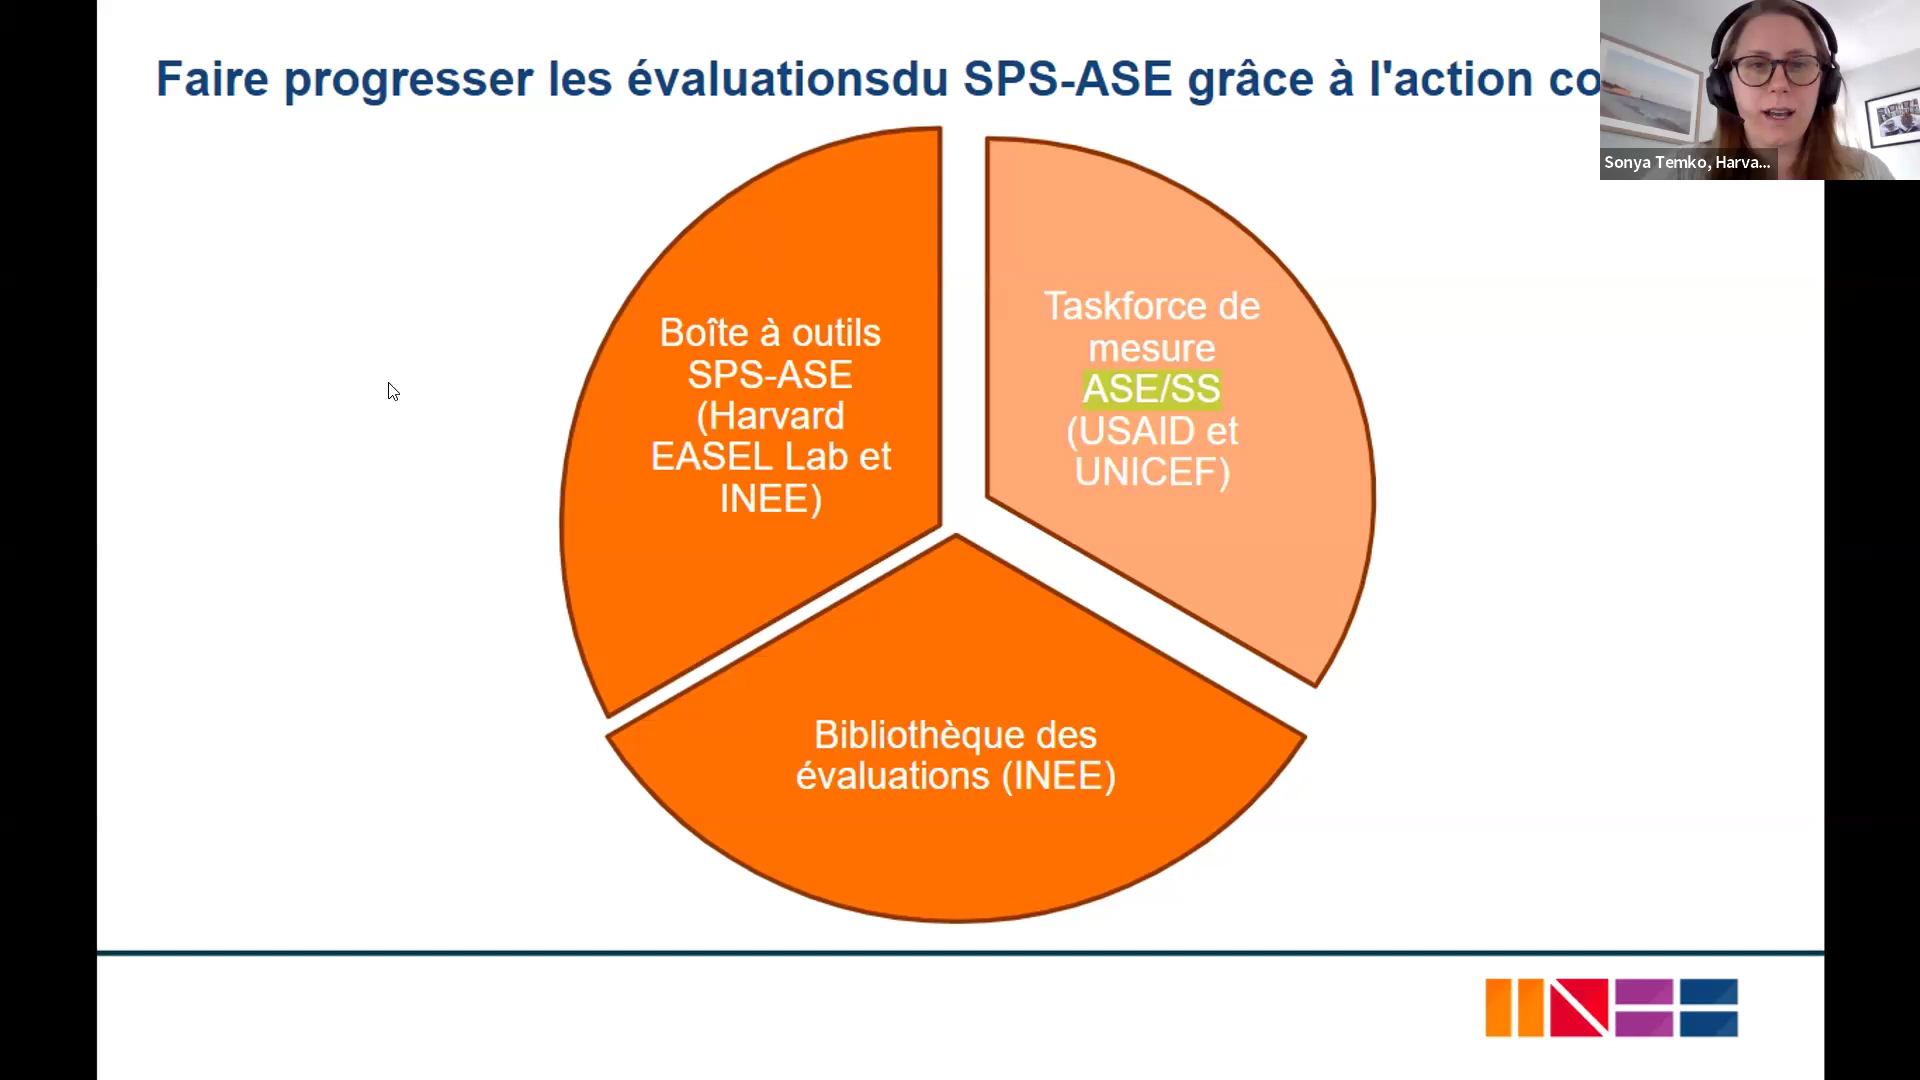 Faire progresser les évaluationsdu SPS-ASE grâce à l'action co
Sonya Temko, Harva...
Boîte à outils
SPS-ASE
(Harvard
EASEL Lab et
INEE)
Taskforce de
mesure
ASE/SS
(USAID et
UNICEF)
Bibliothèque des
évaluations (INEE)
INEE